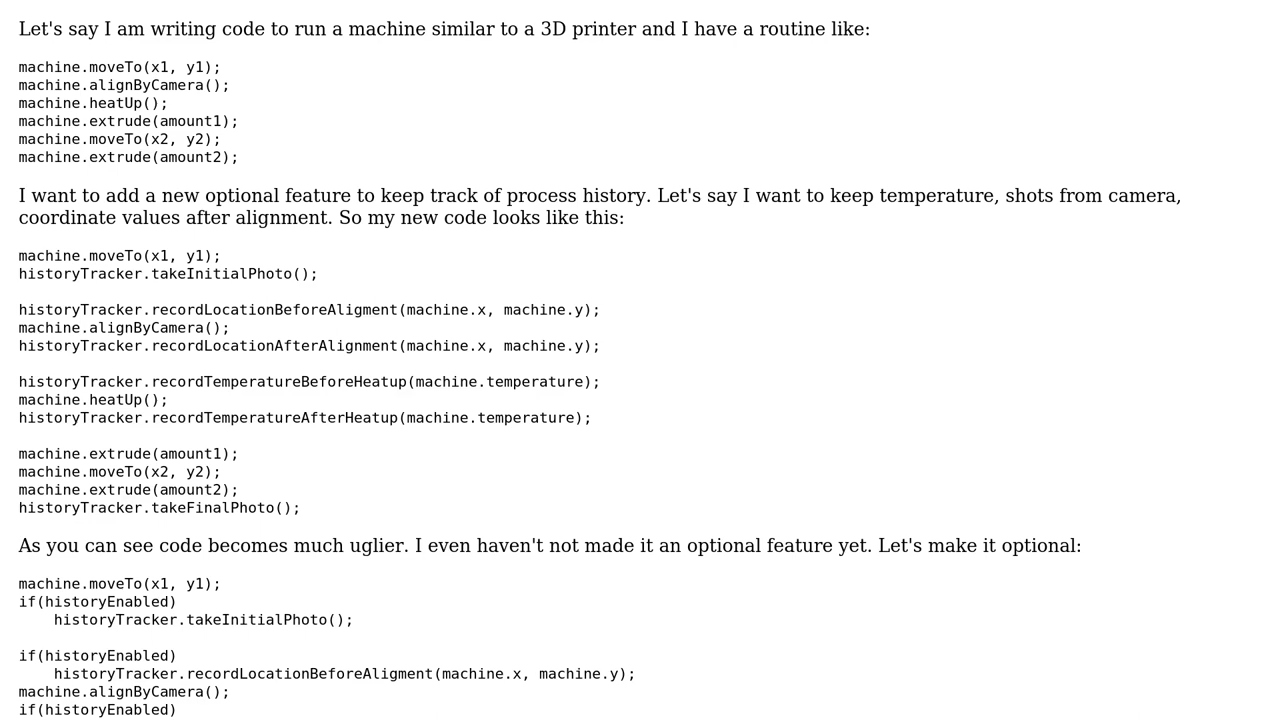 Let's say I am writing code to run a machine similar to a 3D printer and I have a routine like:
machine.moveTo(x1, y1);
machine.alignByCamera();
machine.heatUp();
machine.extrude(amount1);
machine.moveTo(x2, y2);
machine.extrude(amount2);
I want to add a new optional feature to keep track of process history. Let's say I want to keep temperature, shots from camera,
coordinate values after alignment. So my new code looks like this:
machine.moveTo(x1, y1);
historyTracker.takeInitialPhoto();
historyTracker.recordLocationBeforeAligment(machine.x, machine.y);
machine.alignByCamera();
historyTracker.recordLocationAfterAlignment(machine.x, machine.y);
historyTracker.recordTemperatureBeforeHeatup(machine.temperature);
machine.heatUp();
historyTracker.recordTemperatureAfterHeatup(machine.temperature);
machine.extrude(amount1);
machine.moveTo(x2, y2);
machine.extrude(amount2);
historyTracker.takeFinalPhoto();
As you can see code becomes much uglier. I even haven't not made it an optional feature yet. Let's make it optional:
machine.moveTo(x1, y1);
if(historyEnabled)
    historyTracker.takeInitialPhoto();
if(historyEnabled)
    historyTracker.recordLocationBeforeAligment(machine.x, machine.y);
machine.alignByCamera();
if(historyEnabled)